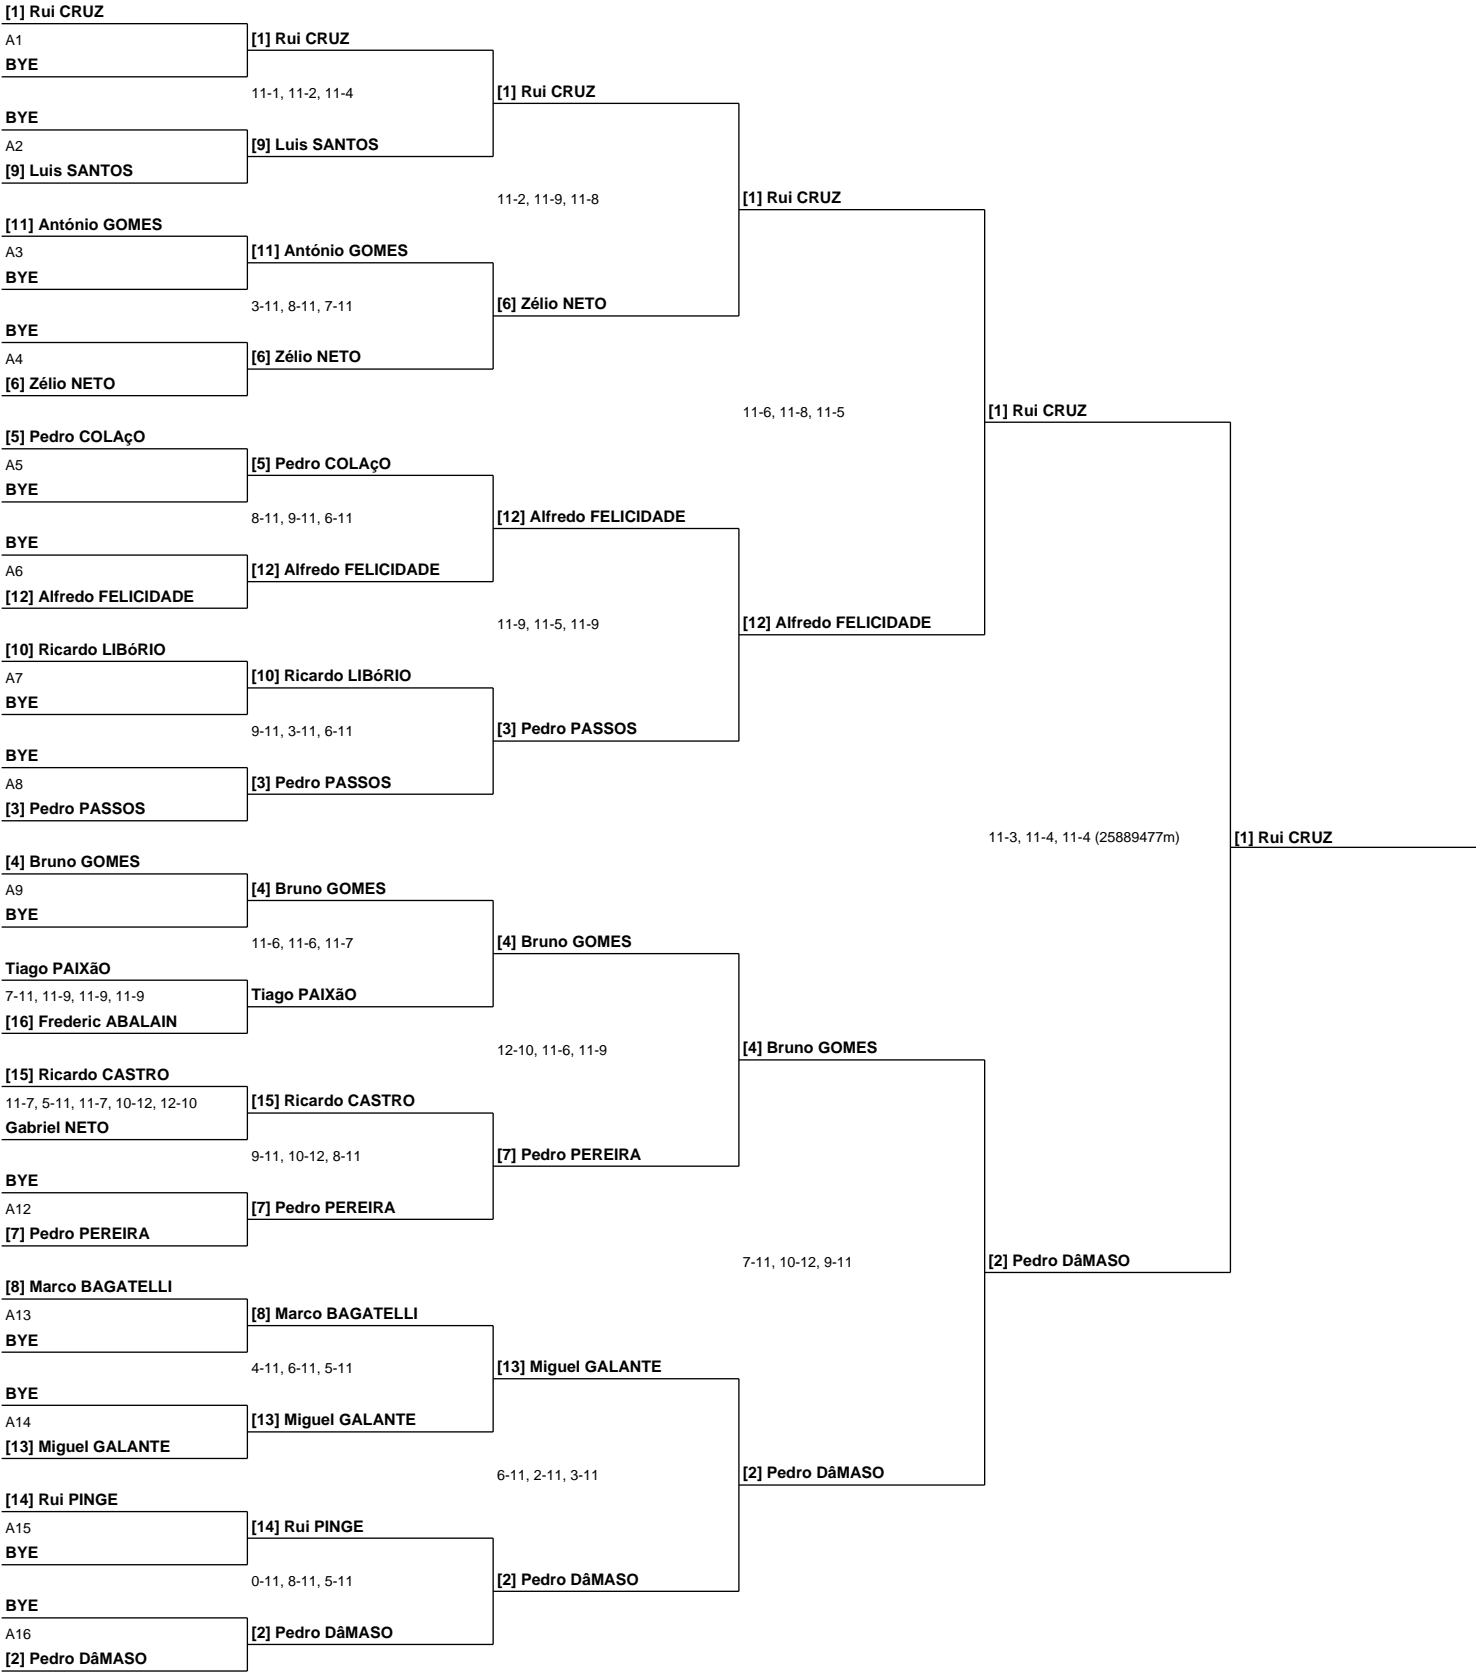 [1] Rui CRUZ
A1
BYE
BYE
A2
[9] Luis SANTOS
[11] António GOMES
A3
BYE
BYE
A4
[6] Zélio NETO
[5] Pedro COLAçO
A5
BYE
BYE
A6
[12] Alfredo FELICIDADE
[10] Ricardo LIBóRIO
A7
BYE
BYE
A8
[3] Pedro PASSOS
[4] Bruno GOMES
A9
BYE
Tiago PAIXãO
7-11, 11-9, 11-9, 11-9
[16] Frederic ABALAIN
[15] Ricardo CASTRO
11-7, 5-11, 11-7, 10-12, 12-10
Gabriel NETO
BYE
A12
[7] Pedro PEREIRA
[8] Marco BAGATELLI
A13
BYE
BYE
A14
[13] Miguel GALANTE
[14] Rui PINGE
A15
BYE
BYE
A16
[2] Pedro DâMASO
[1] Rui CRUZ
11-1, 11-2, 11-4
[9] Luis SANTOS
[11] António GOMES
3-11, 8-11, 7-11
[6] Zélio NETO
[5] Pedro COLAçO
8-11, 9-11, 6-11
[12] Alfredo FELICIDADE
[10] Ricardo LIBóRIO
9-11, 3-11, 6-11
[3] Pedro PASSOS
[4] Bruno GOMES
11-6, 11-6, 11-7
Tiago PAIXãO
[15] Ricardo CASTRO
9-11, 10-12, 8-11
[7] Pedro PEREIRA
[8] Marco BAGATELLI
4-11, 6-11, 5-11
[13] Miguel GALANTE
[14] Rui PINGE
0-11, 8-11, 5-11
[2] Pedro DâMASO
[1] Rui CRUZ
11-2, 11-9, 11-8
[6] Zélio NETO
[12] Alfredo FELICIDADE
11-9, 11-5, 11-9
[3] Pedro PASSOS
[4] Bruno GOMES
12-10, 11-6, 11-9
[7] Pedro PEREIRA
[13] Miguel GALANTE
6-11, 2-11, 3-11
[2] Pedro DâMASO
[1] Rui CRUZ
11-6, 11-8, 11-5
[12] Alfredo FELICIDADE
[4] Bruno GOMES
7-11, 10-12, 9-11
[2] Pedro DâMASO
[1] Rui CRUZ
11-3, 11-4, 11-4 (25889477m)
[2] Pedro DâMASO
[1] Rui CRUZ